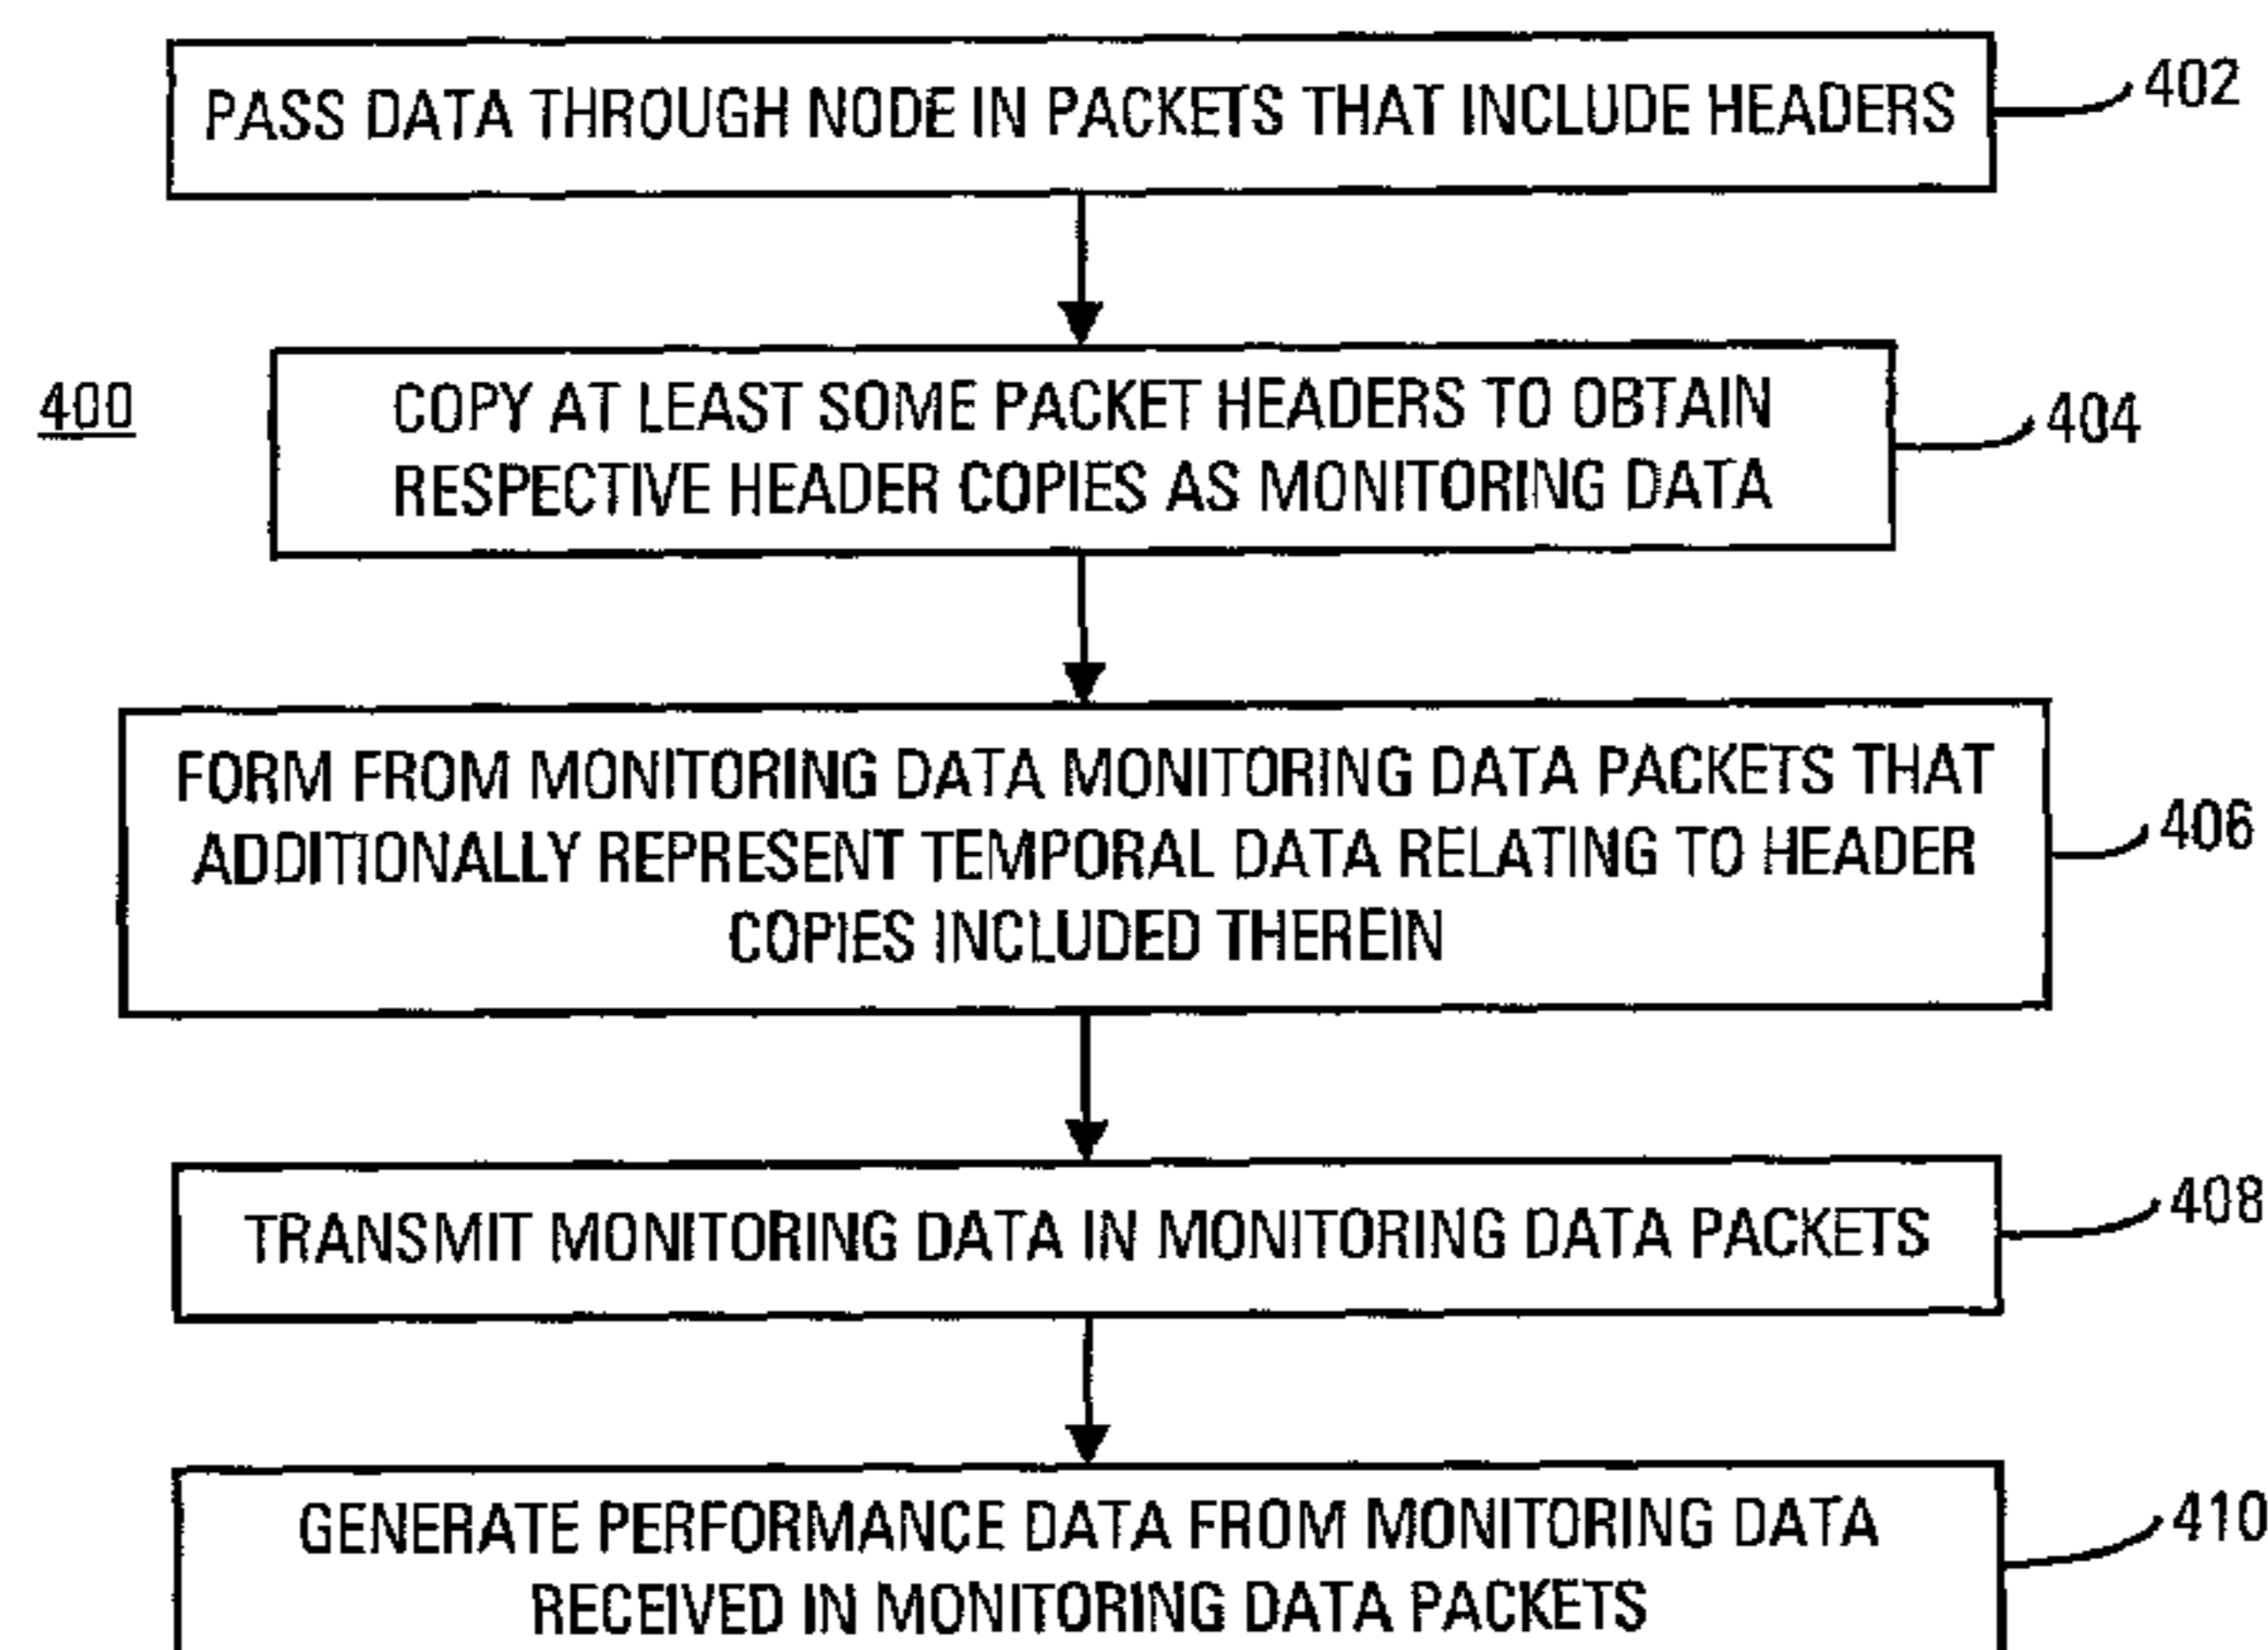 PASS DATA THROUGH NODE IN PACKETS THAT INCLUDE HEADERS
402
400
COPY AT LEAST SOME PACKET HEADERS TO OBTAIN
RESPECTIVE HEADER COPIES AS MONITORING DATA
404
FORM FROM MONITORING DATA MONITORING DATA PACKETS THAT
ADDITIONALLY REPRESENT TEMPORAL DATA RELATING TO HEADER
COPIES INCLUDED THEREIN
406
TRANSMIT MONITORING DATA IN MONITORING DATA PACKETS
408
GENERATE PERFORMANCE DATA FROM MONITORING DATA
RECEIVED IN MONITORING DATA PACKETS
410